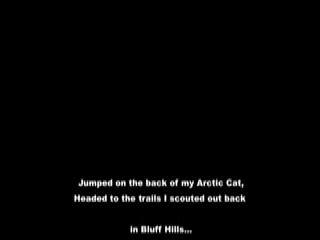 Jumped on the back of my Arctic Cat,
Headed to the trails I scouted out back
in Bluff Hills...